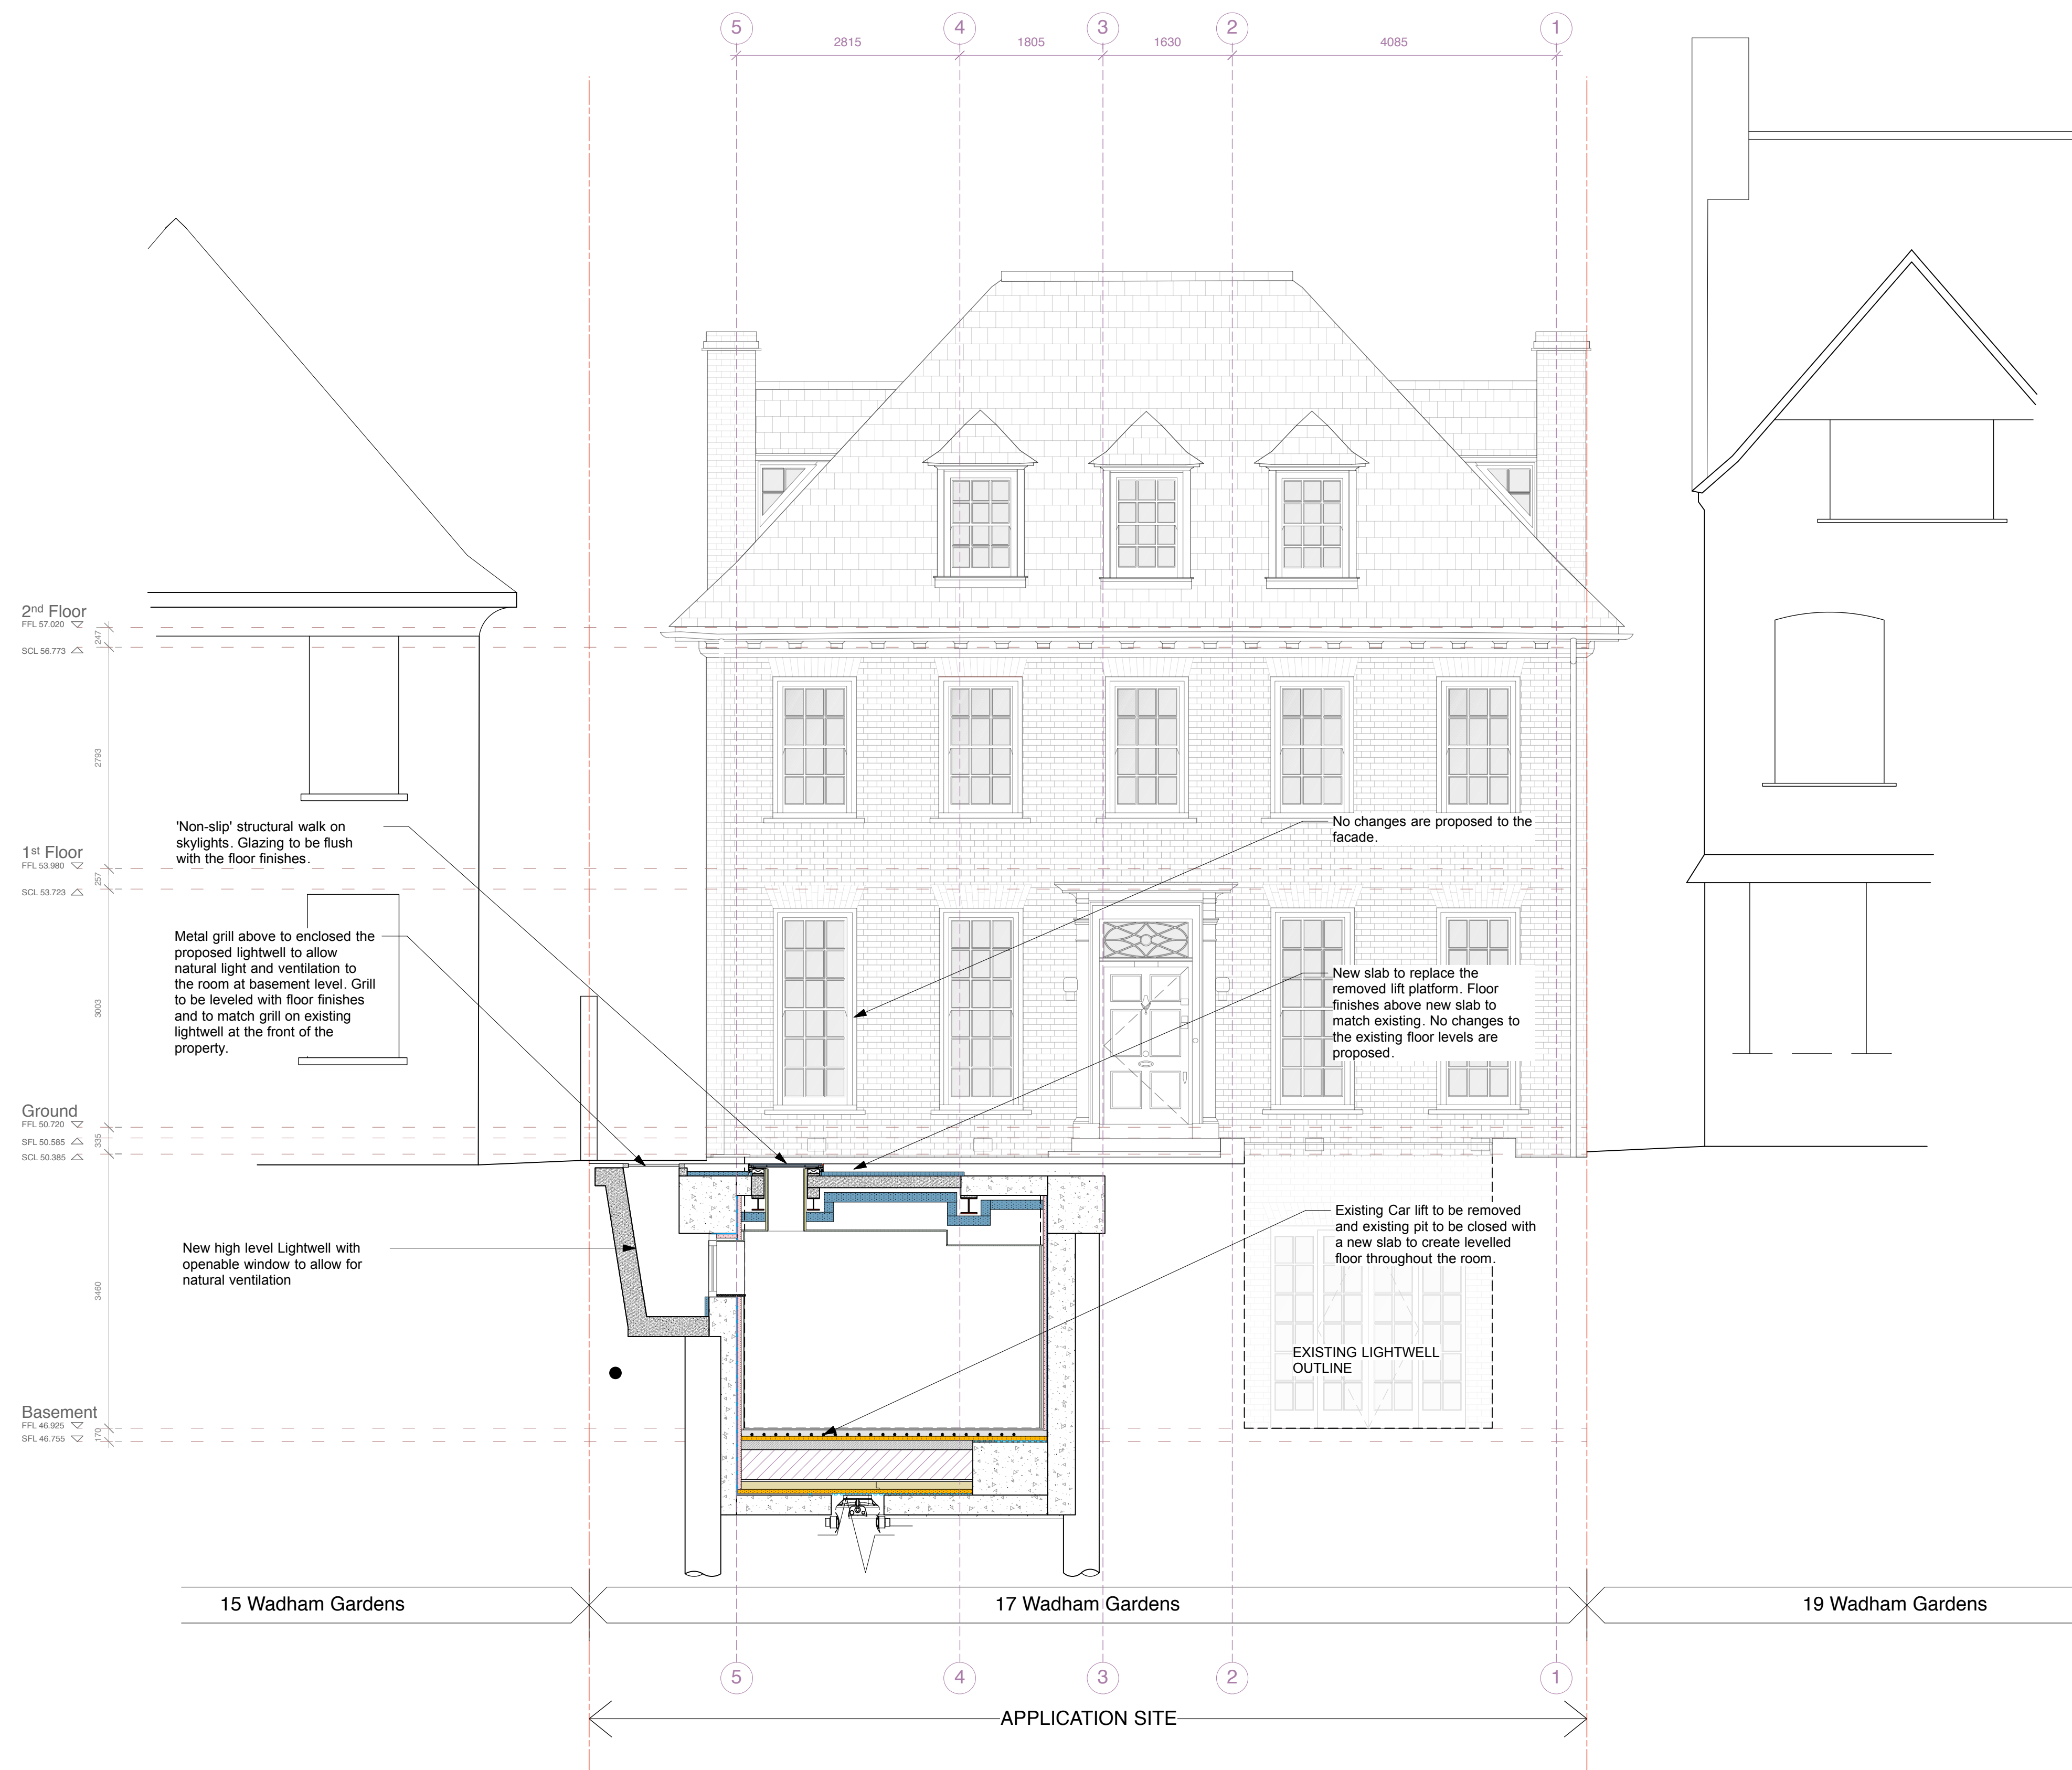 5 4 3 2 1
2815 1805 1630 4085
2nd Floor
FFL 57.020
247
SCL 56.773
2793
'Non-slip' structural walk on
skylights. Glazing to be flush
with the floor finishes.
No changes are proposed to the
facade.
1st Floor
FFL 53.980
257
SCL 53.723
Metal grill above to enclosed the
proposed lightwell to allow
natural light and ventilation to
the room at basement level. Grill
to be leveled with floor finishes
and to match grill on existing
lightwell at the front of the
property.
New slab to replace the
removed lift platform. Floor
finishes above new slab to
match existing. No changes to
the existing floor levels are
proposed.
3003
Ground
FFL 50.720
SFL 50.585
335
SCL 50.385
Existing Car lift to be removed
and existing pit to be closed with
a new slab to create levelled
floor throughout the room.
New high level Lightwell with
openable window to allow for
natural ventilation
3460
EXISTING LIGHTWELL
OUTLINE
Basement
FFL 46.925
SFL 46.755
170
15 Wadham Gardens
17 Wadham Gardens
19 Wadham Gardens
5 4 3 2 1
APPLICATION SITE